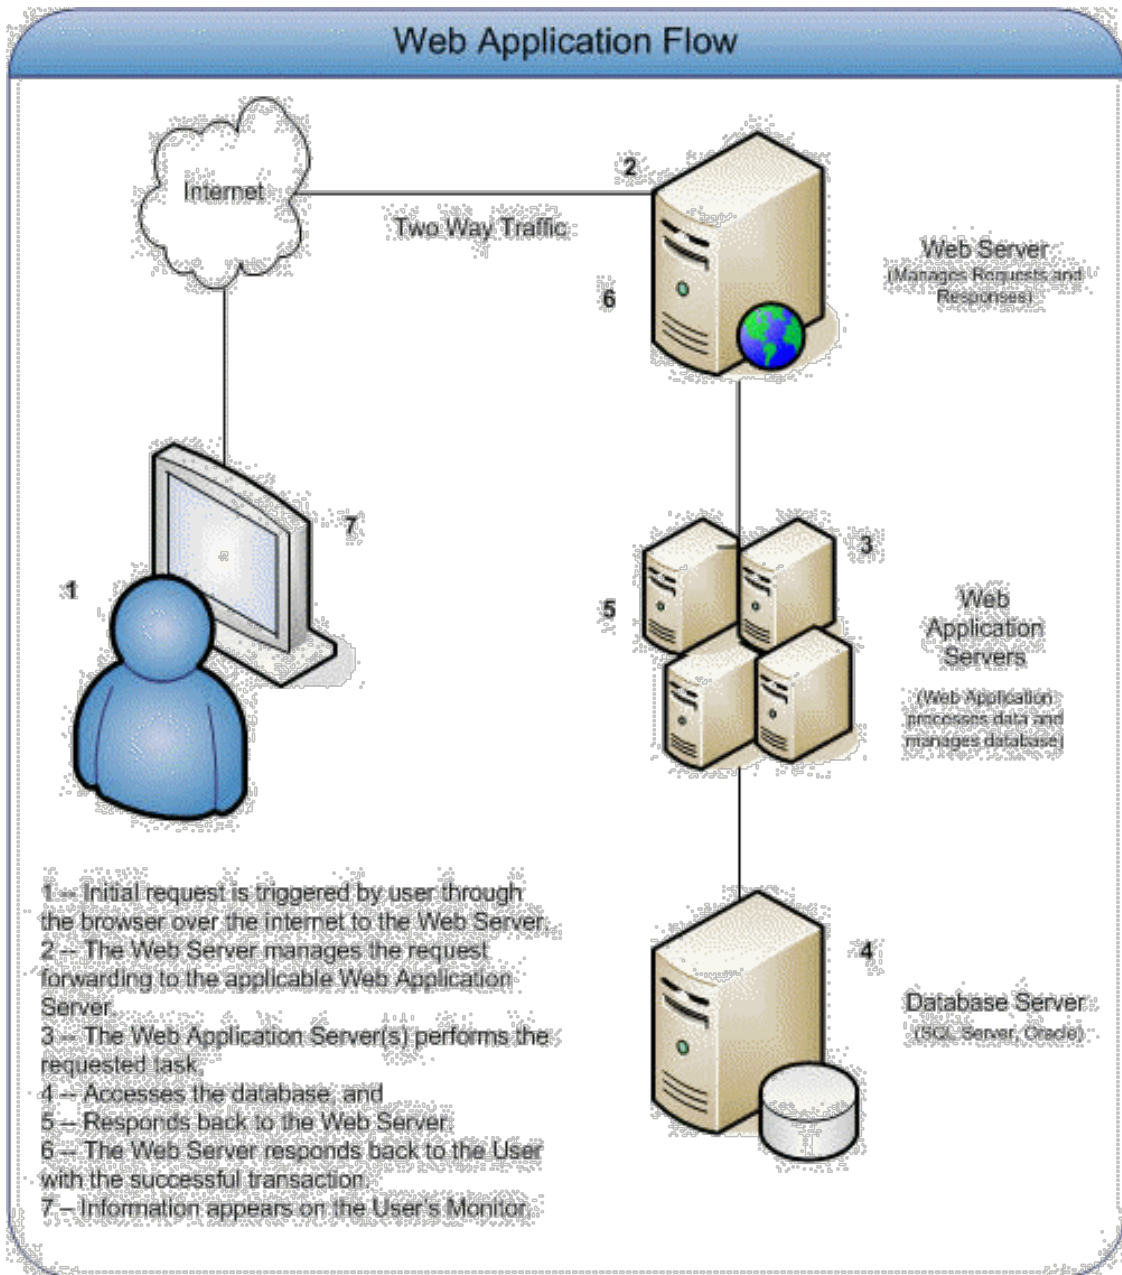 Web Application Flow
Internet
2
Two Way Traffic
Web Server
(Manages Requests and
Responses)
6
7
1
3
5
Web
Application
Servers
(Web Application
processes data and
manages database)
4
Database Server
(SQL Server, Oracle)
1 -- Initial request is triggered by user through
the browser over the internet to the Web Server.
2 -- The Web Server manages the request
forwarding to the applicable Web Application
Server.
3 -- The Web Application Server(s) performs the
requested task,
4 -- Accesses the database, and
5 -- Responds back to the Web Server.
6 -- The Web Server responds back to the User
with the successful transaction.
7 -- Information appears on the User's Monitor.